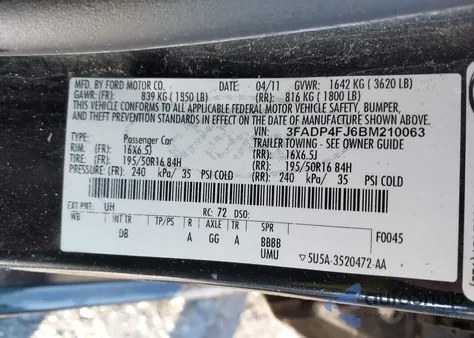 MFD. BY FORD MOTOR CO. DATE: 04/11 GVWR: 1642 KG ( 3620 LB)
GAWR: (FR): 839 KG ( 1850 LB) (RR): 816 KG ( 1800 LB)
THIS VEHICLE CONFORMS TO ALL APPLICABLE
FEDERAL MOTOR VEHICLE SAFETY, BUMPER,
AND THEFT PREVENTION STANDARDS IN EFFECT ON THE DATE OF MANUFACTURE SHOWN ABOVE.
VIN: 3FADP4FJ6BM210063
TYPE: Passenger Car TRAILER TOWING - SEE OWNER GUIDE
RIM: (FR): 16X6.5J (RR): 16X6.5J
TIRE: (FR): 195/50R16 84H (RR): 195/50R16 84H
PRESSURE: (FR): 240 kPa/ 35 PSI COLD (RR): 240 kPa/ 35 PSI COLD
EXT PNT: UH RC: 72 DSO: F0045
WB INT TR TP/PS R AXLE TR SPR
DB A GG A BBBB
UMU ▽5U5A-3520472-AA